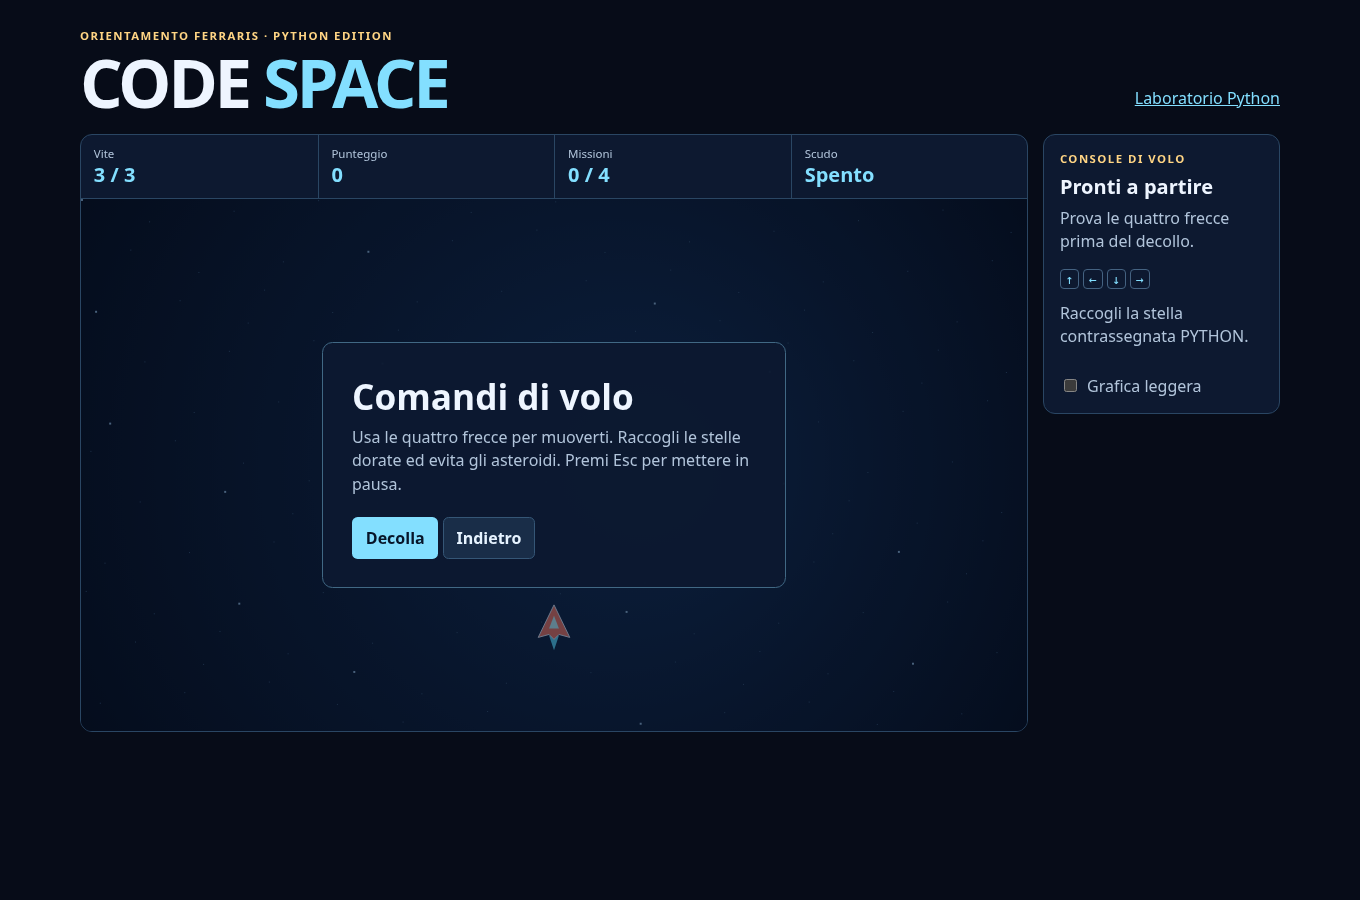 ORIENTAMENTO FERRARIS · PYTHON EDITION
CODE SPACE
Laboratorio Python
Vite
3 / 3
Punteggio
0
Missioni
0 / 4
Scudo
Spento
Comandi di volo
Usa le quattro frecce per muoverti. Raccogli le stelle
dorate ed evita gli asteroidi. Premi Esc per mettere in
pausa.
Decolla
Indietro
CONSOLE DI VOLO
Pronti a partire
Prova le quattro frecce
prima del decollo.
↑ ← ↓ →
Raccogli la stella
contrassegnata PYTHON.
Grafica leggera